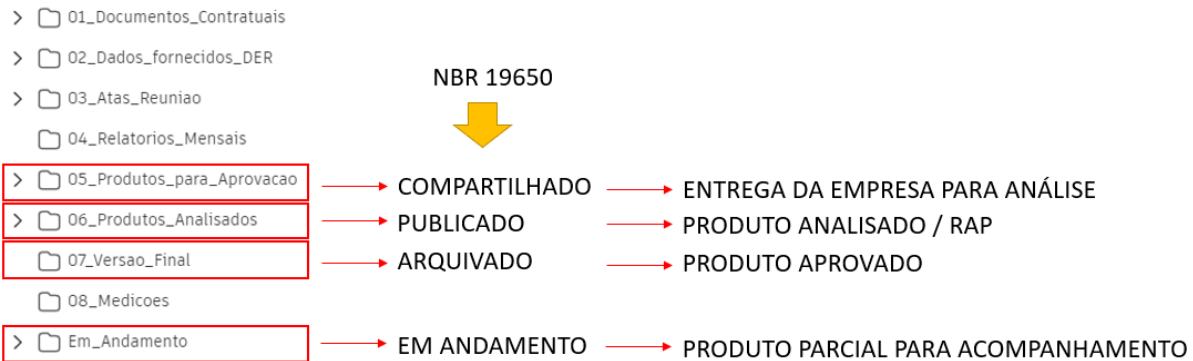 01_Documentos_Contratuais
02_Dados_fornecidos_DER
NBR 19650
03_Atas_Reuniao
04_Relatorios_Mensais
05_Produtos_para_Aprovacao COMPARTILHADO ENTREGA DA EMPRESA PARA ANÁLISE
06_Produtos_Analisados PUBLICADO PRODUTO ANALISADO / RAP
07_Versao_Final ARQUIVADO PRODUTO APROVADO
08_Medicoes
Em_Andamento EM ANDAMENTO PRODUTO PARCIAL PARA ACOMPANHAMENTO